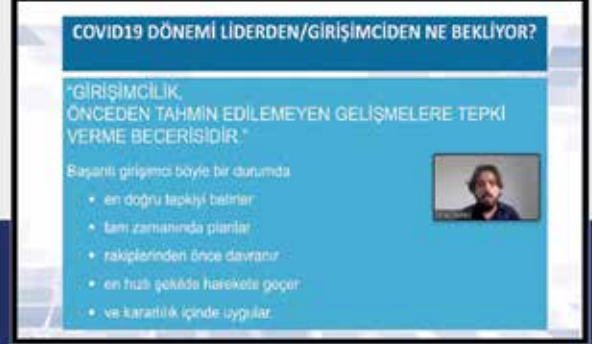 COVID19 DÖNEMİ LİDERDEN/GİRİŞİMCİDEN NE BEKLİYOR?
"GİRİŞİMCİLİK,
ÖNCEDEN TAHMİN EDİLEMEYEN GELİŞMELERE TEPKİ
VERME BECERİSİDİR."
Başarılı girişimci böyle bir durumda
• en doğru tepkiyi belirler
• tam zamanında planlar
• rakiplerinden önce davranır
• en hızlı şekilde harekete geçer
• ve kararlılık içinde uygular.